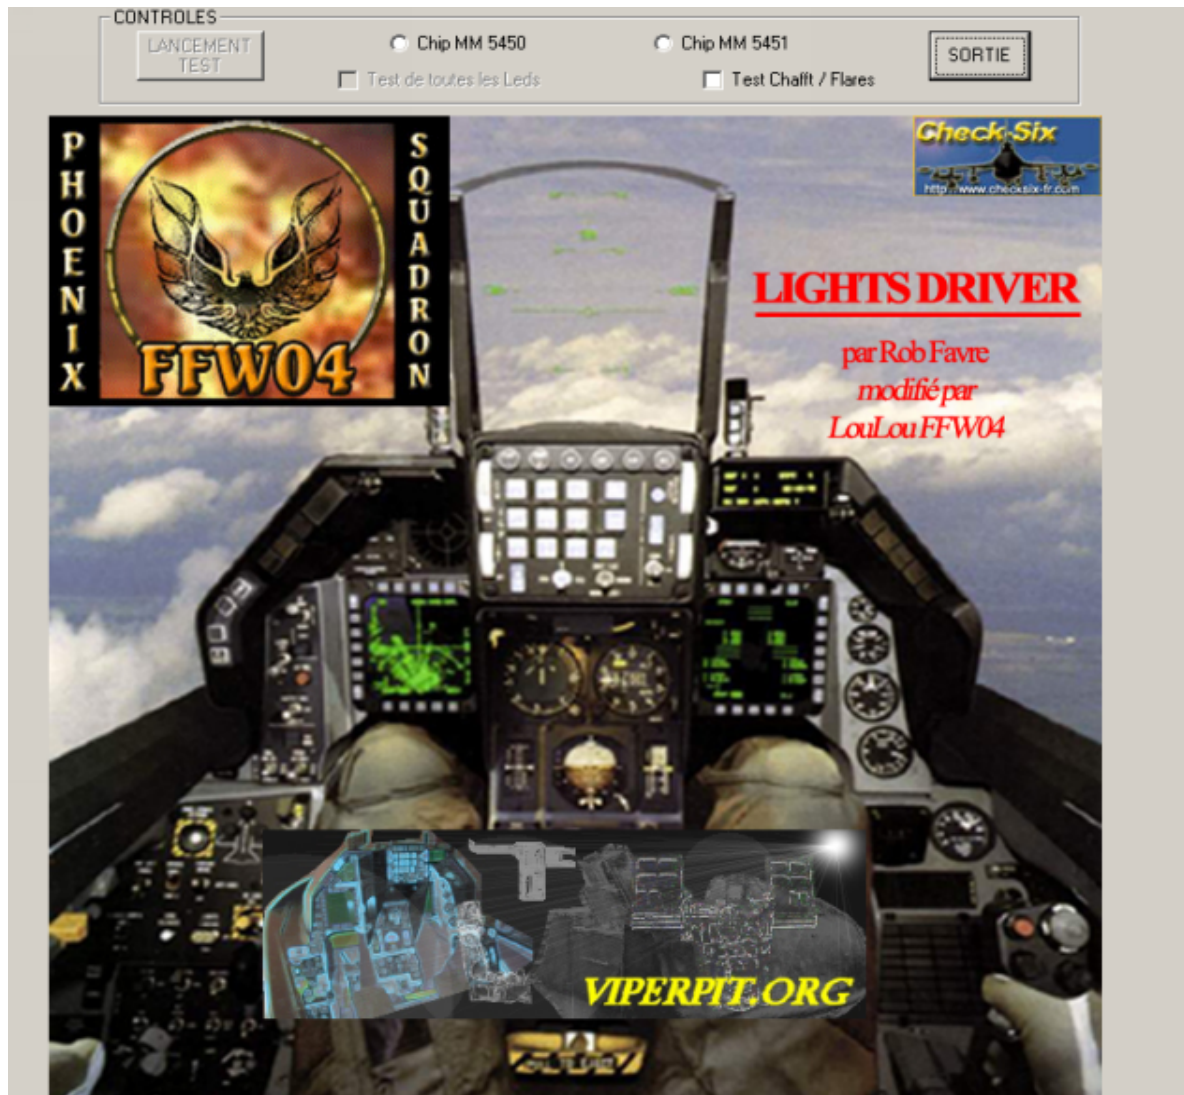 CONTROLES
LANCEMENT
TEST
Chip MM 5450
Chip MM 5451
SORTIE
Test de toutes les Leds
Test Chafft / Flares
PHOENIX
SQUADRON
FFW04
Check-Six
http://www.checksix-fr.com
LIGHTS DRIVER
par Rob Favre
modifié par
LouLou FFW04
VIPERPIT.ORG